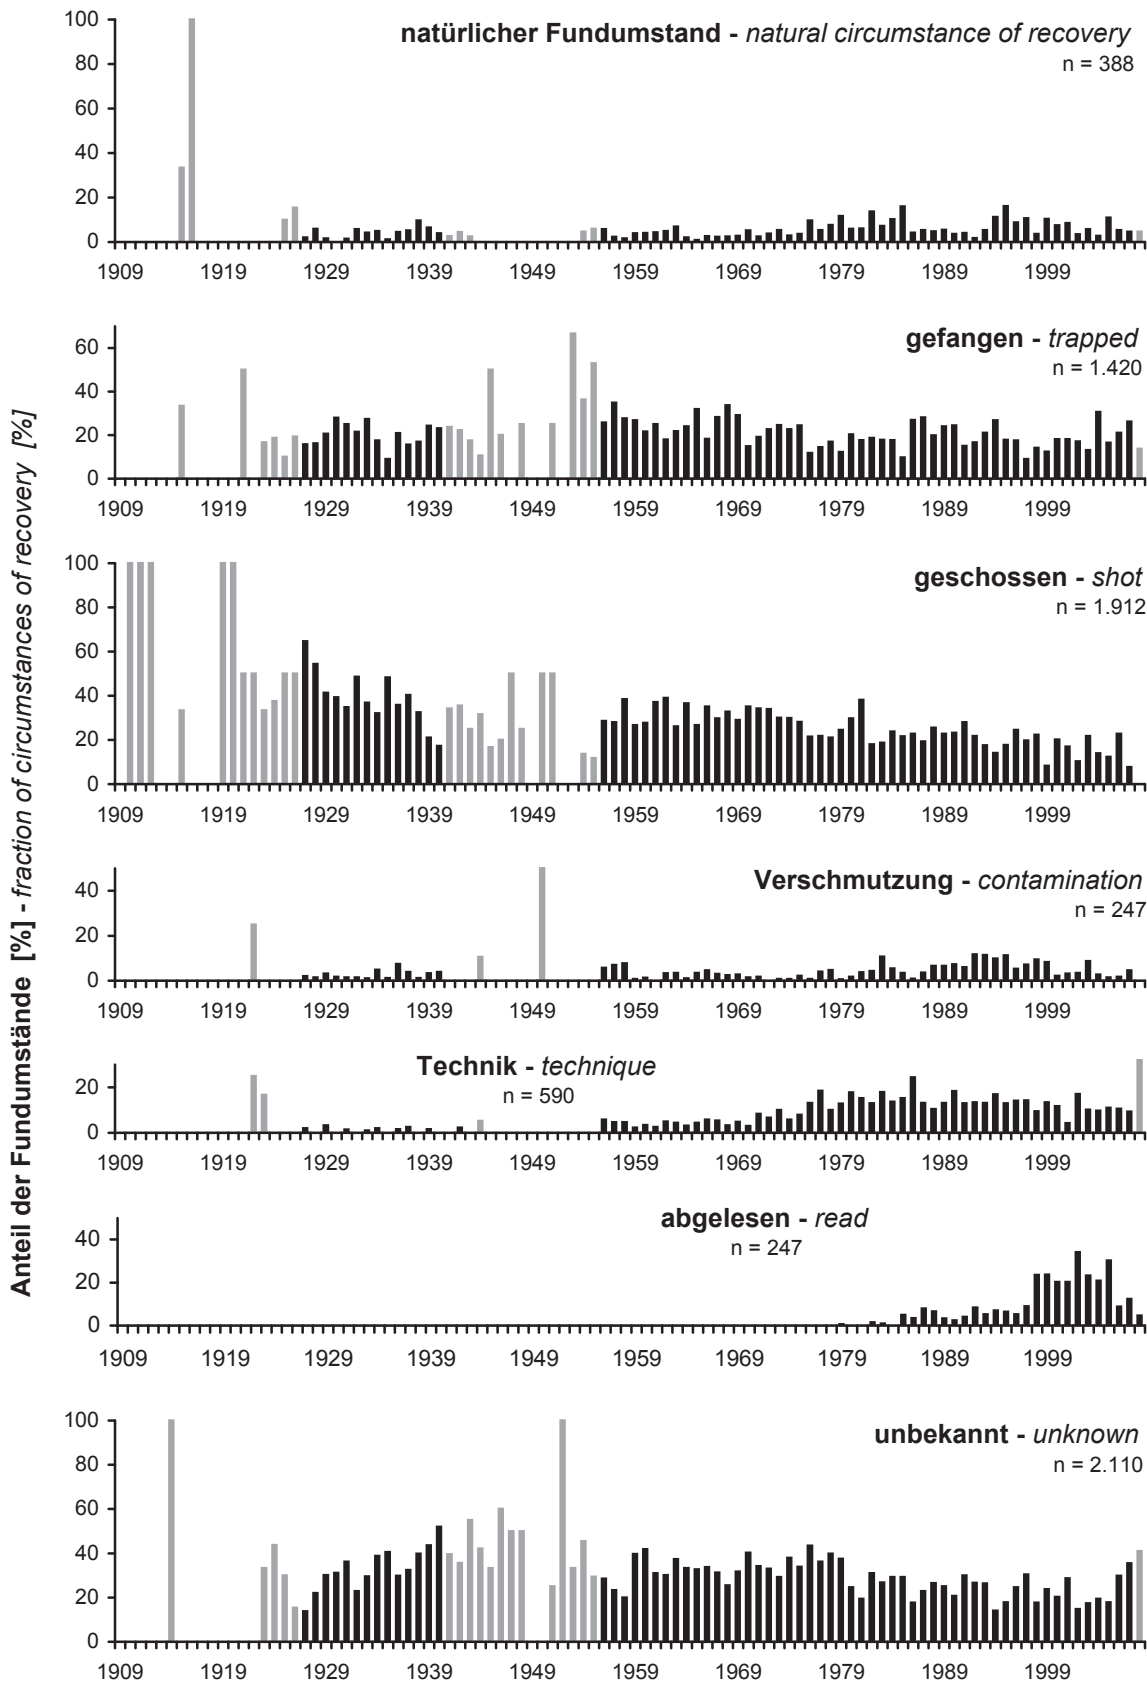 Anteil der Fundumstände [%] - fraction of circumstances of recovery [%]
natürlicher Fundumstand - natural circumstance of recovery
n = 388
100
80
60
40
20
0
1909 1919 1929 1939 1949 1959 1969 1979 1989 1999
gefangen - trapped
n = 1.420
60
40
20
0
1909 1919 1929 1939 1949 1959 1969 1979 1989 1999
geschossen - shot
n = 1.912
100
80
60
40
20
0
1909 1919 1929 1939 1949 1959 1969 1979 1989 1999
Verschmutzung - contamination
n = 247
40
20
0
1909 1919 1929 1939 1949 1959 1969 1979 1989 1999
Technik - technique
n = 590
20
0
1909 1919 1929 1939 1949 1959 1969 1979 1989 1999
abgelesen - read
n = 247
40
20
0
1909 1919 1929 1939 1949 1959 1969 1979 1989 1999
unbekannt - unknown
n = 2.110
100
80
60
40
20
0
1909 1919 1929 1939 1949 1959 1969 1979 1989 1999